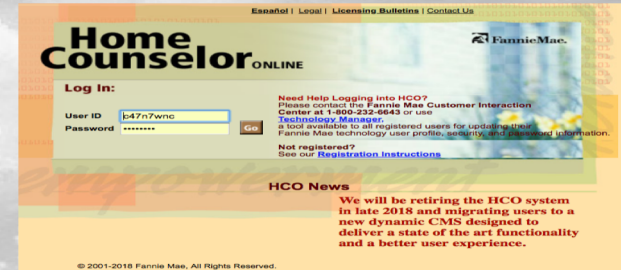 Español | Legal | Licensing Bulletins | Contact Us
Home
Counselor ONLINE
FannieMae.
Log In:
User ID c47n7wnc
Password ••••••••
Go
Need Help Logging into HCO?
Please contact the Fannie Mae Customer Interaction
Center at 1-800-232-6643 or use
Technology Manager,
a tool available to all registered users for updating their
Fannie Mae technology user profile, security, and password information.
Not registered?
See our Registration Instructions
empowerment
HCO News
We will be retiring the HCO system
in late 2018 and migrating users to a
new dynamic CMS designed to
deliver a state of the art functionality
and a better user experience.
© 2001-2018 Fannie Mae, All Rights Reserved.